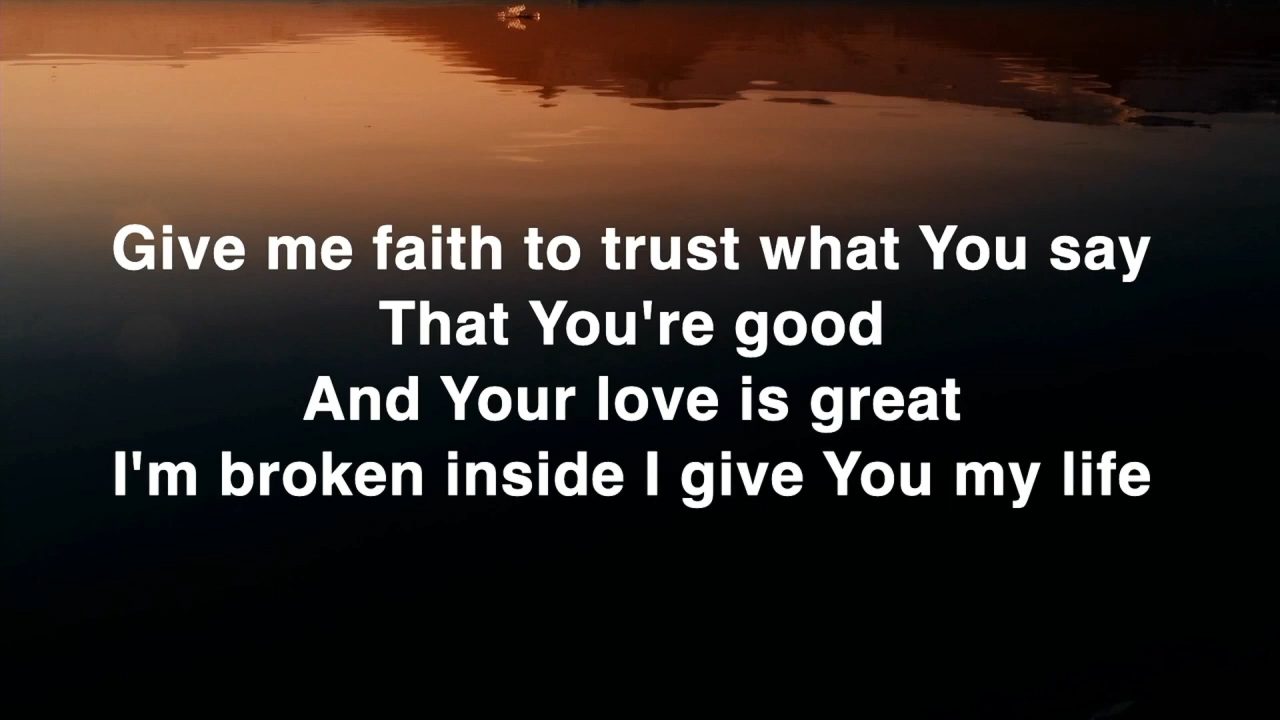 Give me faith to trust what You say
That You're good
And Your love is great
I'm broken inside I give You my life